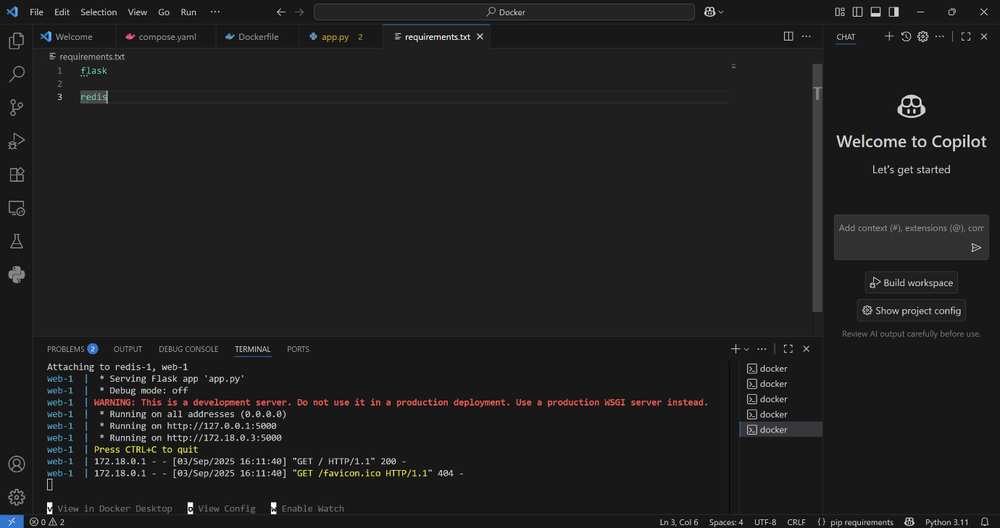 File Edit Selection View Go Run ··· Docker
Welcome compose.yaml Dockerfile app.py 2 requirements.txt
requirements.txt
1 flask
2
3 redis
CHAT
Welcome to Copilot
Let's get started
Add context (#), extensions (@), com
Build workspace
Show project config
Review AI output carefully before use.
PROBLEMS 2 OUTPUT DEBUG CONSOLE TERMINAL PORTS
Attaching to redis-1, web-1
web-1 | * Serving Flask app 'app.py'
web-1 | * Debug mode: off
web-1 | WARNING: This is a development server. Do not use it in a production deployment. Use a production WSGI server instead.
web-1 | * Running on all addresses (0.0.0.0)
web-1 | * Running on http://127.0.0.1:5000
web-1 | * Running on http://172.18.0.3:5000
web-1 | Press CTRL+C to quit
web-1 | 172.18.0.1 - - [03/Sep/2025 16:11:40] "GET / HTTP/1.1" 200 -
web-1 | 172.18.0.1 - - [03/Sep/2025 16:11:40] "GET /favicon.ico HTTP/1.1" 404 -
v View in Docker Desktop o View Config w Enable Watch
docker
docker
docker
docker
docker
0 2 Ln 3, Col 6 Spaces: 4 UTF-8 CRLF {} pip requirements Python 3.11